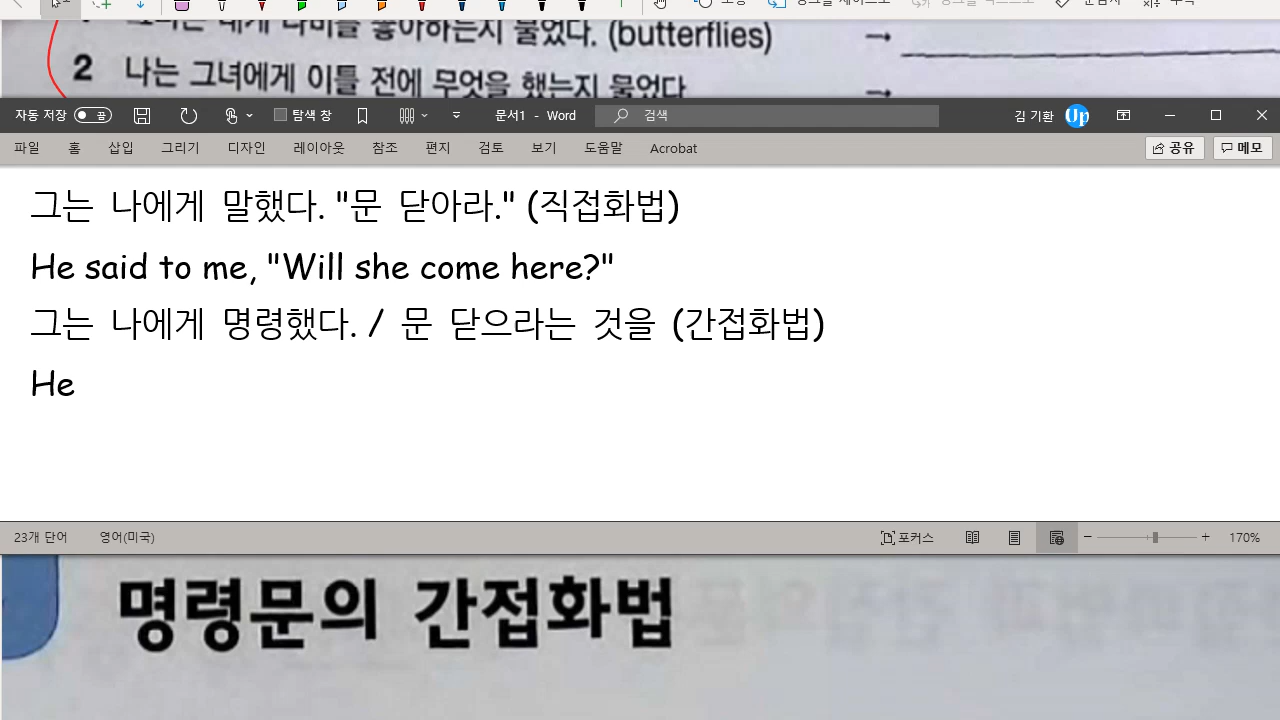 나비를 좋아하는지 물었다. (butterflies) →
2 나는 그녀에게 이틀 전에 무엇을 했는지 물었다 →
자동 저장 끔 탐색 창 문서1 - Word 검색 김 기환 Up
파일 홈 삽입 그리기 디자인 레이아웃 참조 편지 검토 보기 도움말 Acrobat 공유 메모
그는 나에게 말했다. "문 닫아라." (직접화법)
He said to me, "Will she come here?"
그는 나에게 명령했다. / 문 닫으라는 것을 (간접화법)
He
23개 단어 영어(미국) 포커스 170%
명령문의 간접화법